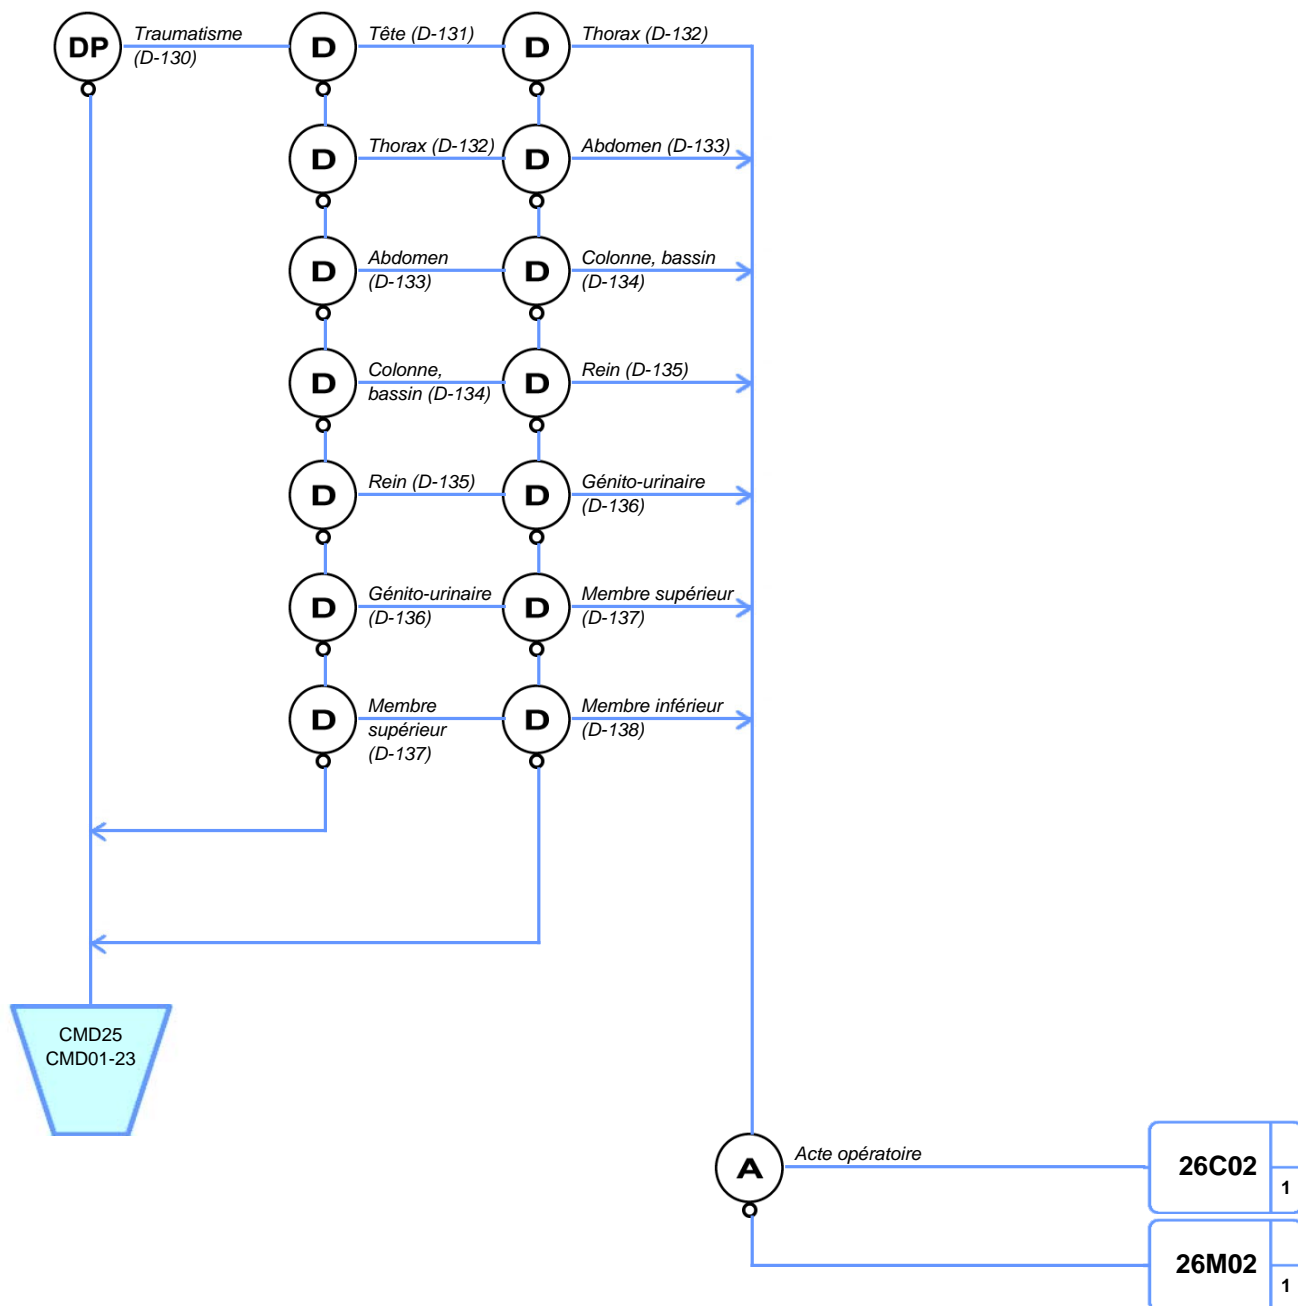 DP
Traumatisme
(D-130)
D
Tête (D-131)
D
Thorax (D-132)
D
Thorax (D-132)
D
Abdomen (D-133)
D
Abdomen
(D-133)
D
Colonne, bassin
(D-134)
D
Colonne,
bassin (D-134)
D
Rein (D-135)
D
Rein (D-135)
D
Génito-urinaire
(D-136)
D
Génito-urinaire
(D-136)
D
Membre supérieur
(D-137)
D
Membre
supérieur
(D-137)
D
Membre inférieur
(D-138)
CMD25
CMD01-23
A
Acte opératoire
26C02
1
26M02
1